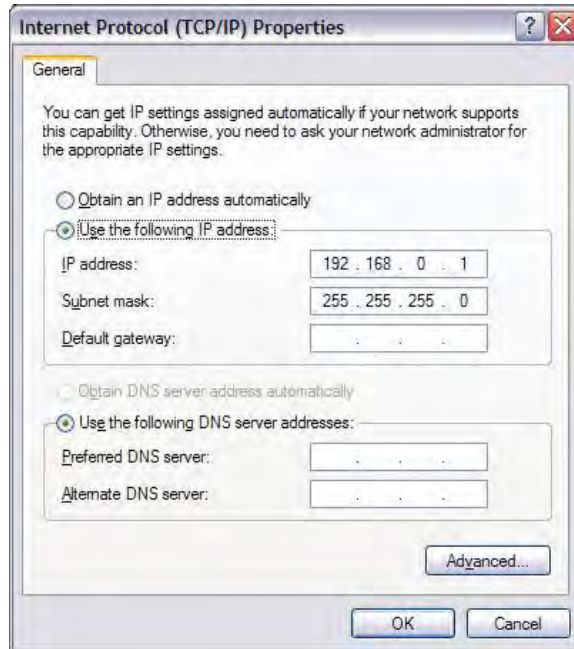 Internet Protocol (TCP/IP) Properties
General
You can get IP settings assigned automatically if your network supports
this capability. Otherwise, you need to ask your network administrator for
the appropriate IP settings.
Obtain an IP address automatically
Use the following IP address:
IP address: 192 . 168 . 0 . 1
Subnet mask: 255 . 255 . 255 . 0
Default gateway: . . .
Obtain DNS server address automatically
Use the following DNS server addresses:
Preferred DNS server: . . .
Alternate DNS server: . . .
Advanced...
OK Cancel